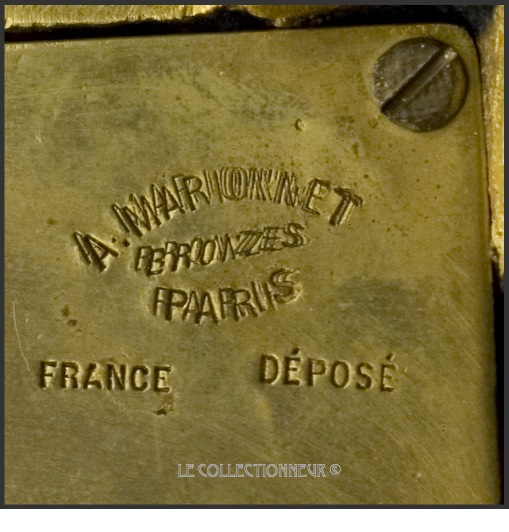 A. MARIONNET
BRONZES
PARIS
FRANCE DÉPOSÉ
LE COLLECTIONNEUR ©